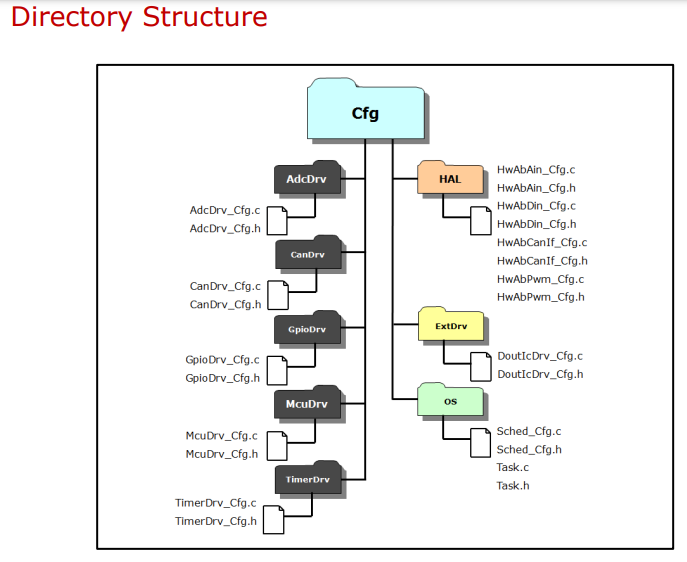 Directory Structure
Cfg
AdcDrv
AdcDrv_Cfg.c
AdcDrv_Cfg.h
CanDrv
CanDrv_Cfg.c
CanDrv_Cfg.h
GpioDrv
GpioDrv_Cfg.c
GpioDrv_Cfg.h
McuDrv
McuDrv_Cfg.c
McuDrv_Cfg.h
TimerDrv
TimerDrv_Cfg.c
TimerDrv_Cfg.h
HAL
HwAbAin_Cfg.c
HwAbAin_Cfg.h
HwAbDin_Cfg.c
HwAbDin_Cfg.h
HwAbCanIf_Cfg.c
HwAbCanIf_Cfg.h
HwAbPwm_Cfg.c
HwAbPwm_Cfg.h
ExtDrv
DoutIcDrv_Cfg.c
DoutIcDrv_Cfg.h
OS
Sched_Cfg.c
Sched_Cfg.h
Task.c
Task.h